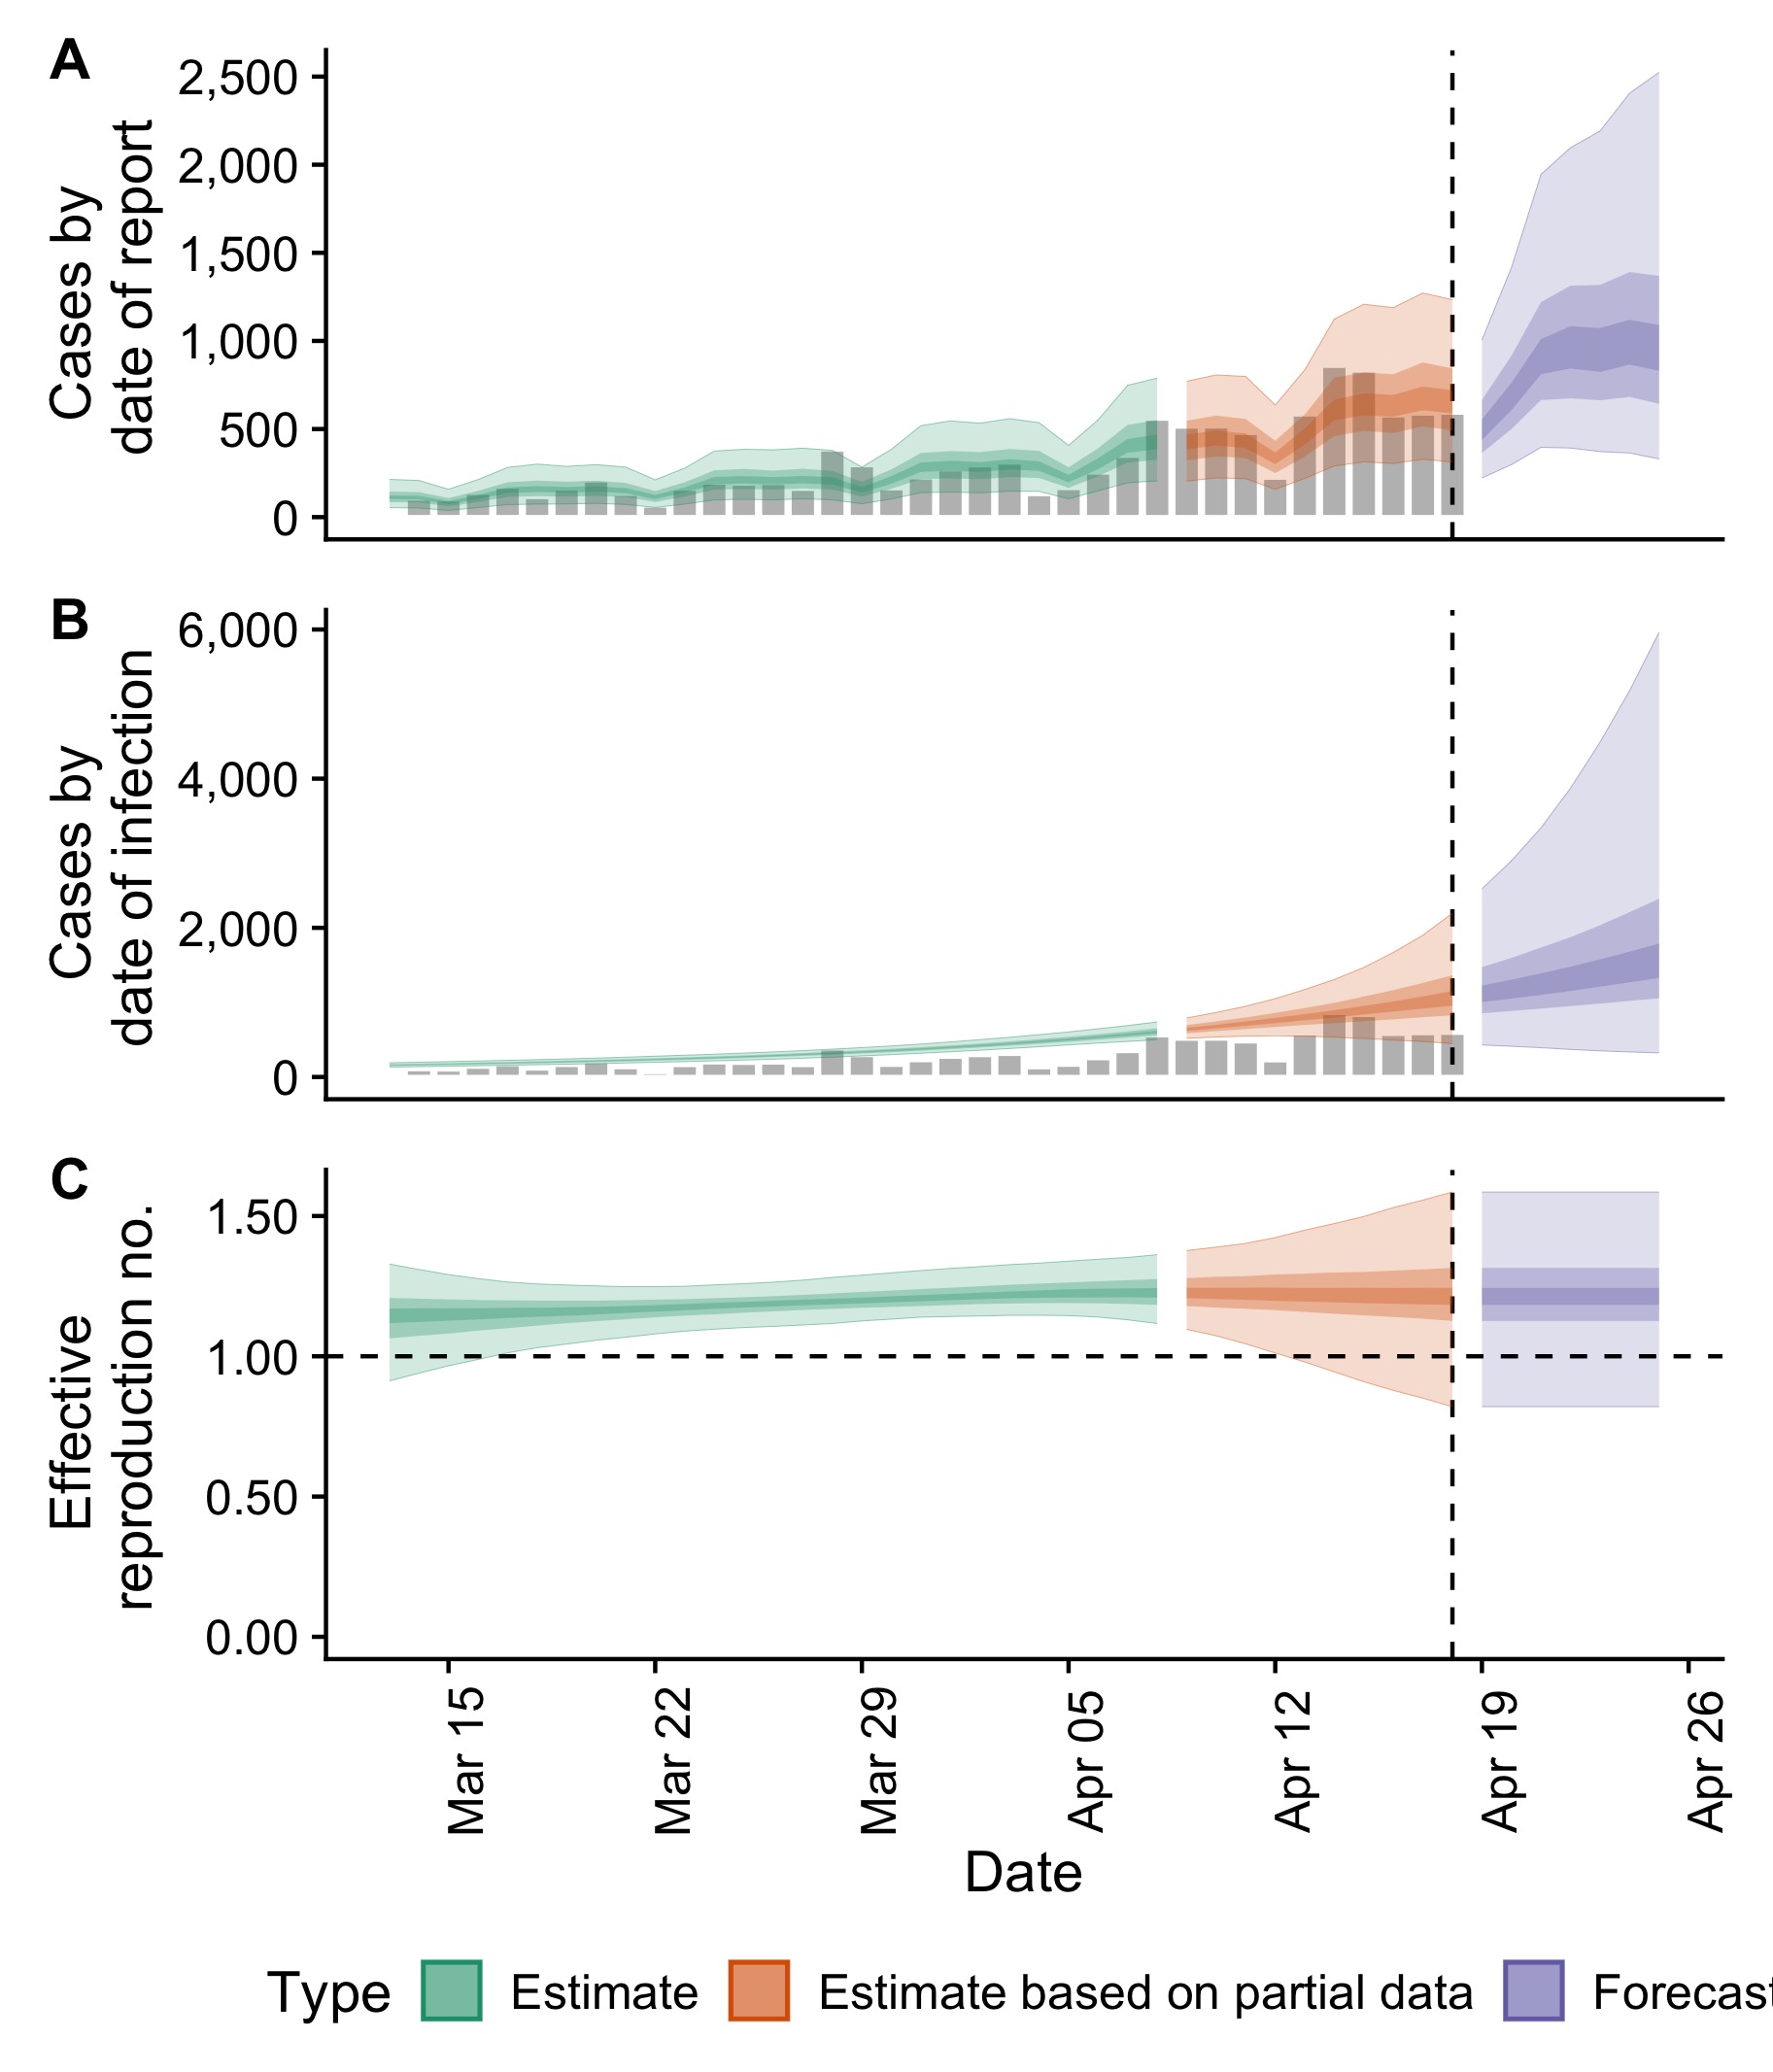 A
Cases by
date of report
2,500
2,000
1,500
1,000
500
0
B
Cases by
date of infection
6,000
4,000
2,000
0
C
Effective
reproduction no.
1.50
1.00
0.50
0.00
Mar 15
Mar 22
Mar 29
Apr 05
Apr 12
Apr 19
Apr 26
Date
Type Estimate Estimate based on partial data Forecast